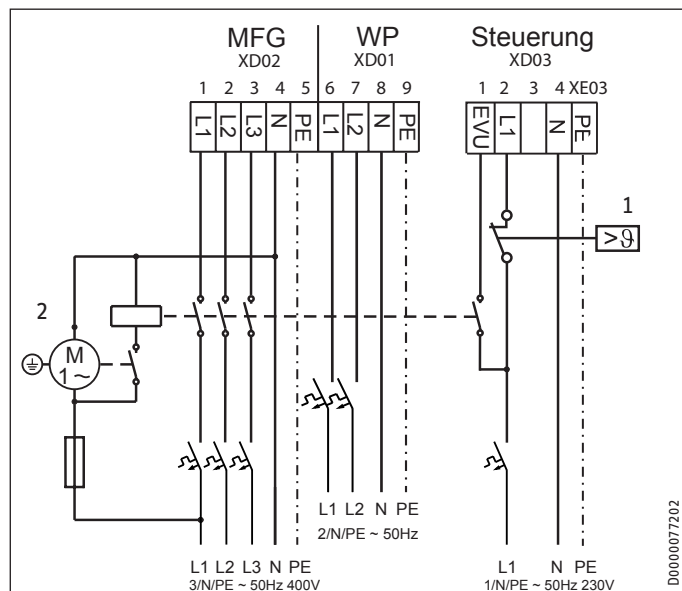 MFG WP Steuerung
XD02 XD01 XD03
1 2 3 4 5 6 7 8 9 1 2 3 4 XE03
L1 L2 L3 N PE L1 L2 N PE EVU L1 N PE
1
>ϑ
2
M
1~
L1 L2 N PE
2/N/PE ~ 50Hz
L1 L2 L3 N PE L1 N PE
3/N/PE ~ 50Hz 400V 1/N/PE ~ 50Hz 230V
D0000077202